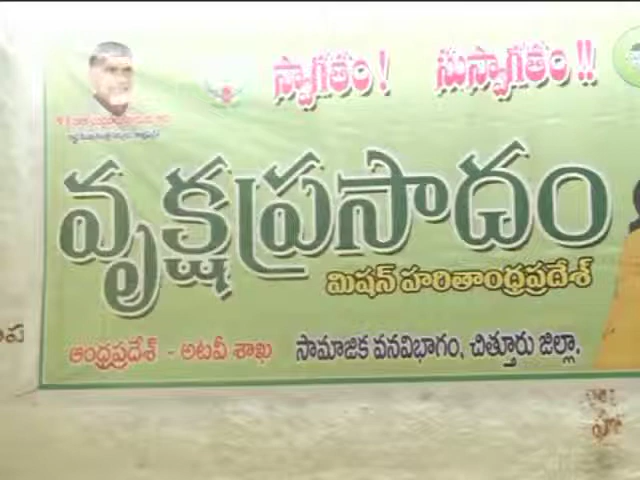 స్వాగతం ! సుస్వాగతం !!
వృక్షప్రసాదం
మిషన్ హరితాంధ్రప్రదేశ్
ఆంధ్రప్రదేశ్ - అటవీ శాఖ సామాజిక వనవిభాగం, చిత్తూరు జిల్లా.